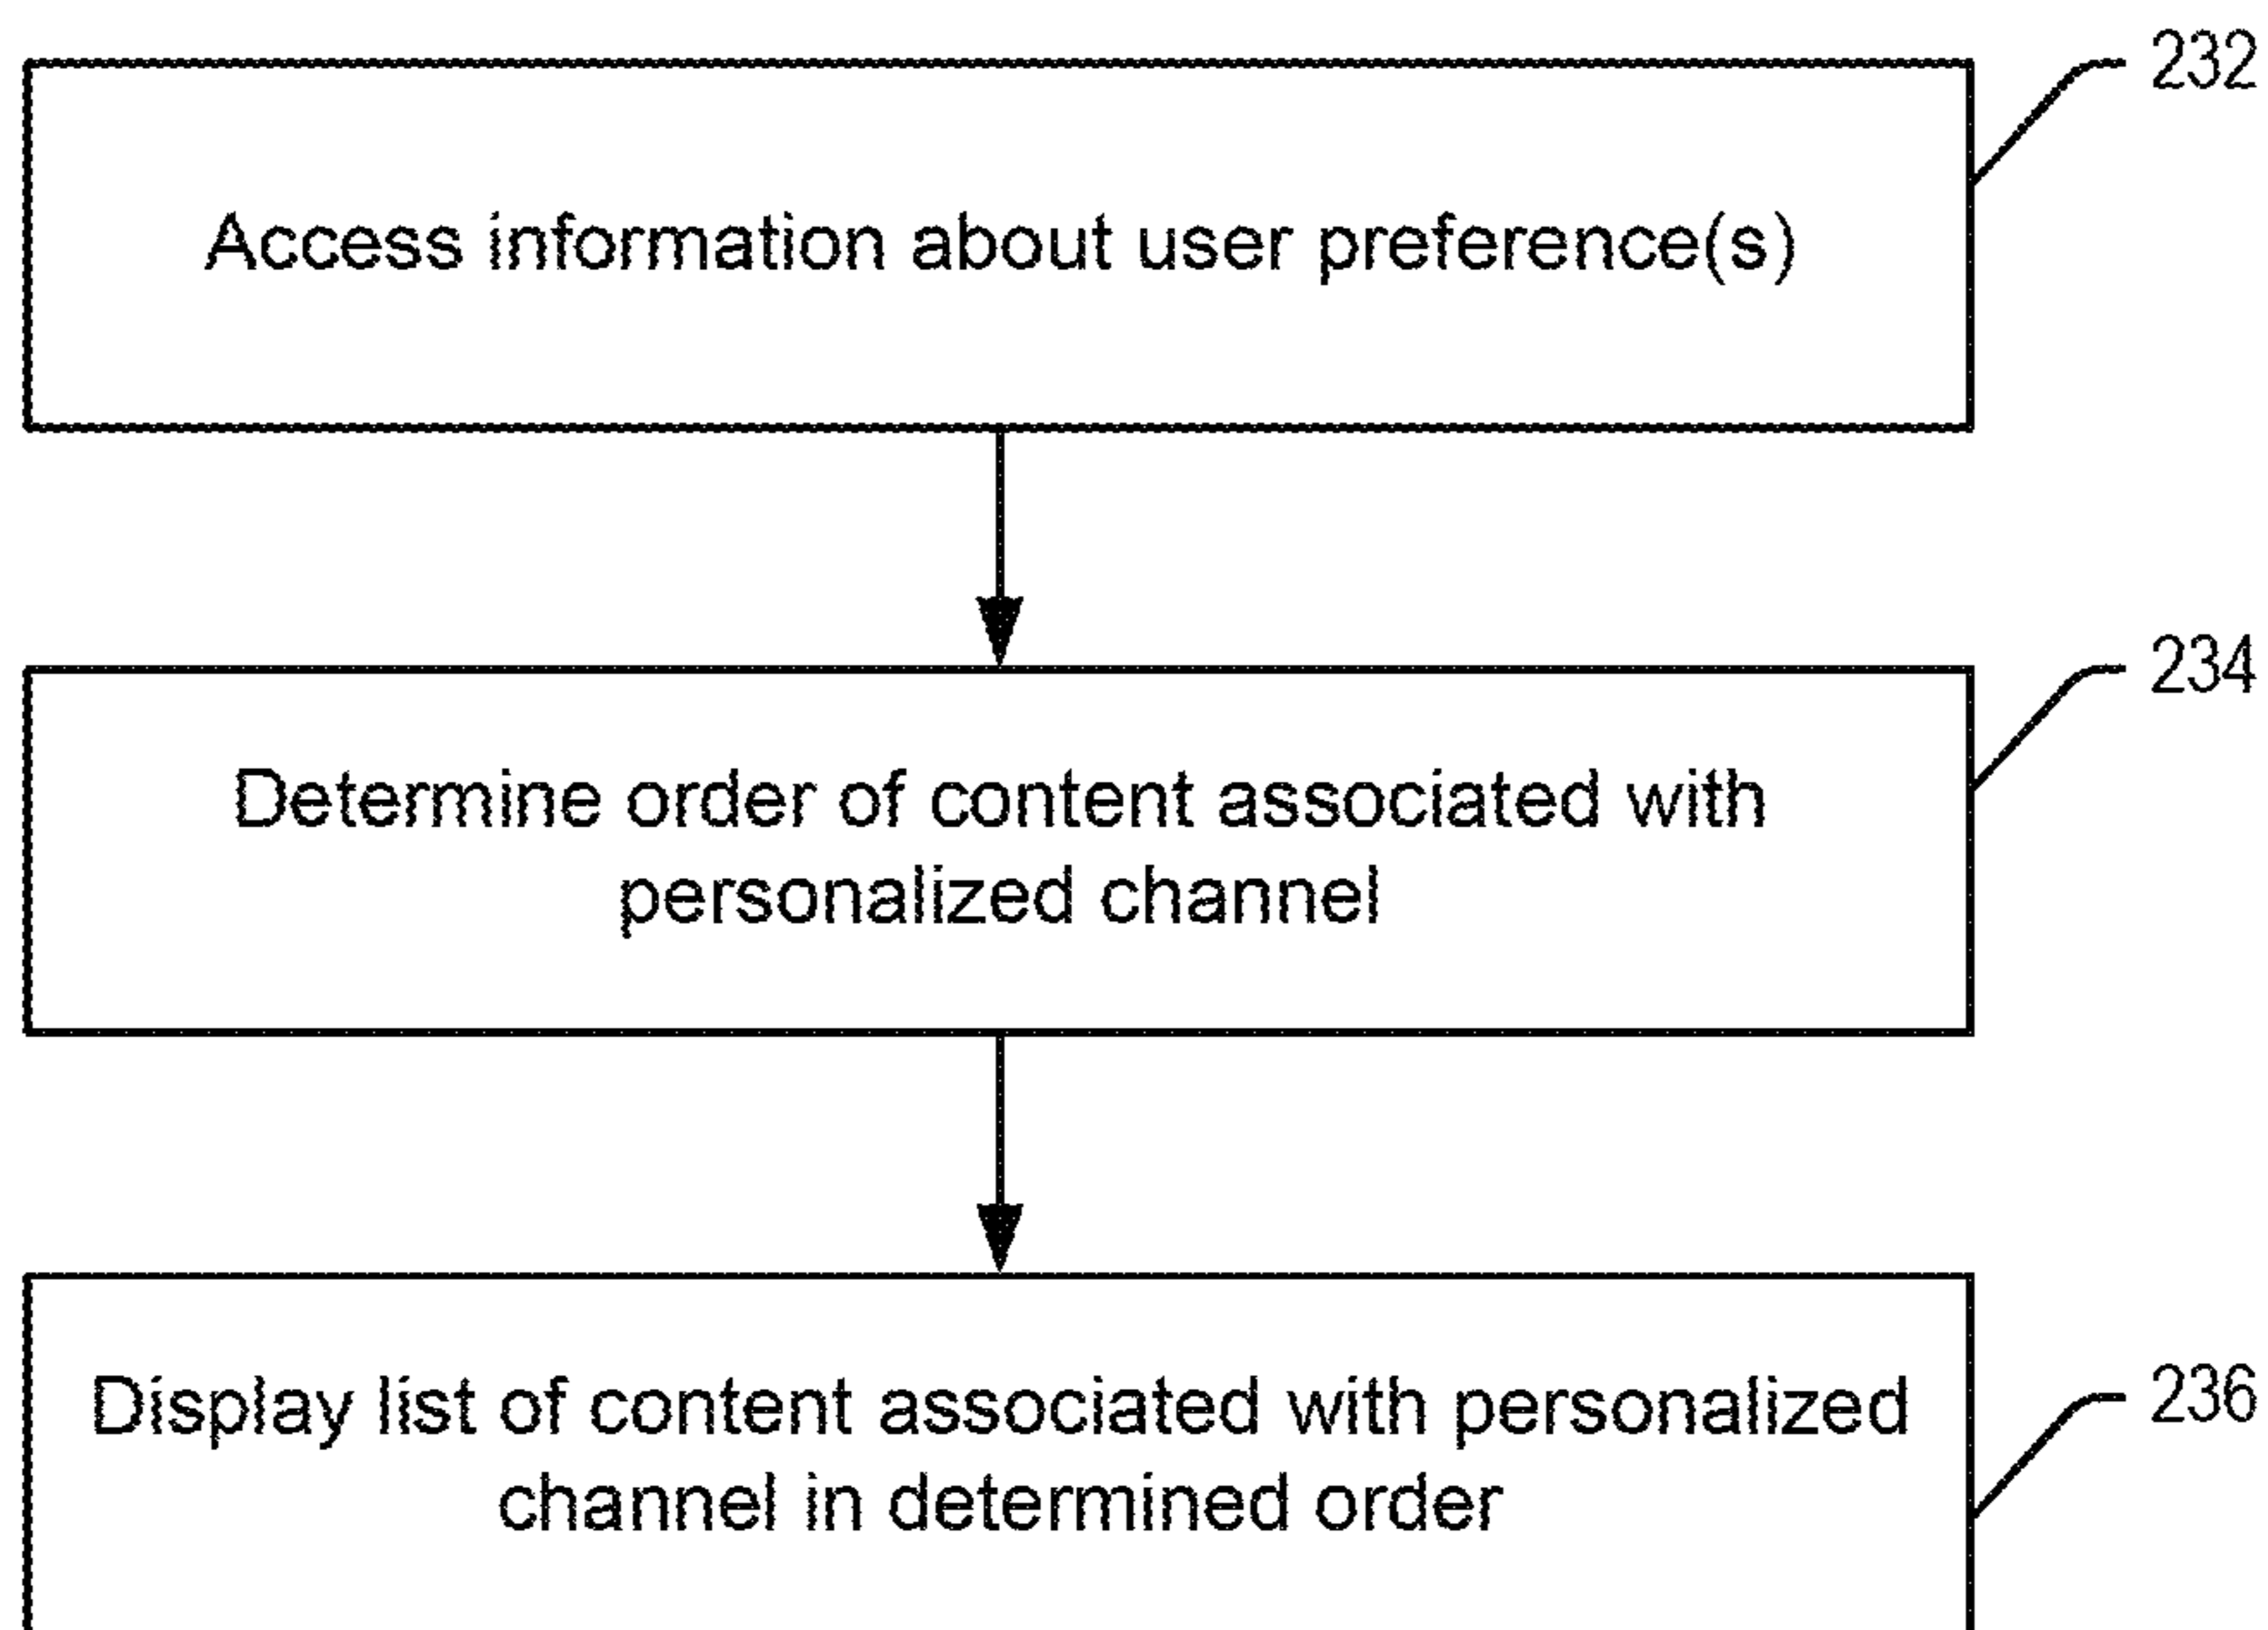 232
Access information about user preference(s)
234
Determine order of content associated with
personalized channel
236
Display list of content associated with personalized
channel in determined order